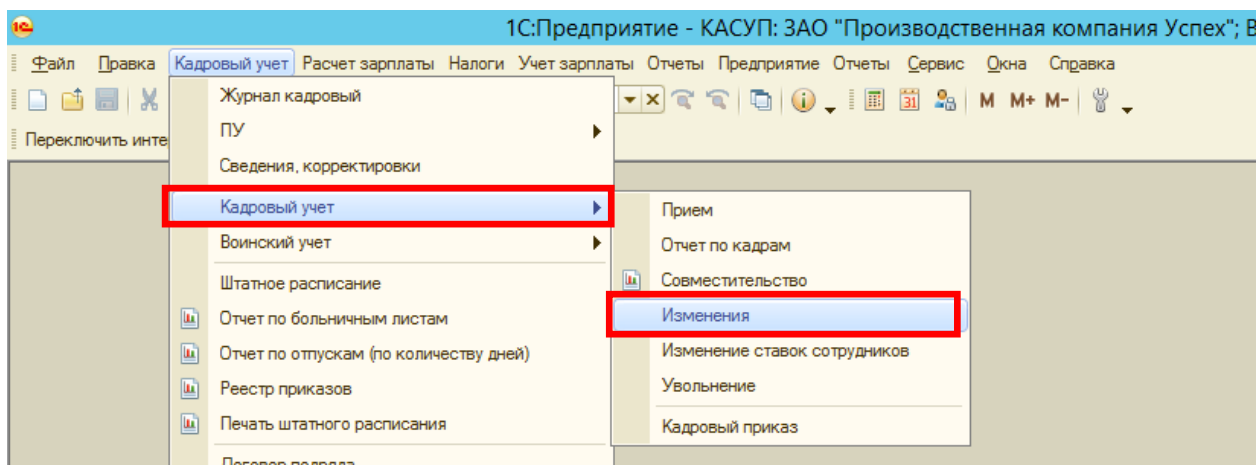 1С:Предприятие - КАСУП: ЗАО "Производственная компания Успех"; В
Файл Правка Кадровый учет Расчет зарплаты Налоги Учет зарплаты Отчеты Предприятие Отчеты Сервис Окна Справка
31 M M+ M-
Переключить инте
Журнал кадровый
ПУ
Сведения, корректировки
Кадровый учет
Воинский учет
Штатное расписание
Отчет по больничным листам
Отчет по отпускам (по количеству дней)
Реестр приказов
Печать штатного расписания
Договор подряда
Прием
Отчет по кадрам
Совместительство
Изменения
Изменение ставок сотрудников
Увольнение
Кадровый приказ